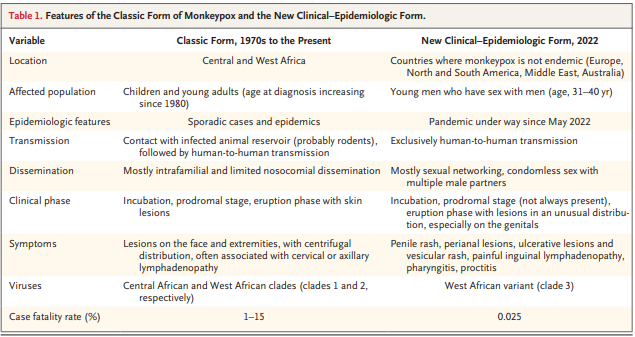 Table 1. Features of the Classic Form of Monkeypox and the New Clinical–Epidemiologic Form.
Variable Classic Form, 1970s to the Present New Clinical–Epidemiologic Form, 2022
Location Central and West Africa Countries where monkeypox is not endemic (Europe,
North and South America, Middle East, Australia)
Affected population Children and young adults (age at diagnosis increasing Young men who have sex with men (age, 31–40 yr)
since 1980)
Epidemiologic features Sporadic cases and epidemics Pandemic under way since May 2022
Transmission Contact with infected animal reservoir (probably rodents), Exclusively human-to-human transmission
followed by human-to-human transmission
Dissemination Mostly intrafamilial and limited nosocomial dissemination Mostly sexual networking, condomless sex with
multiple male partners
Clinical phase Incubation, prodromal stage, eruption phase with skin Incubation, prodromal stage (not always present),
lesions eruption phase with lesions in an unusual distribu-
tion, especially on the genitals
Symptoms Lesions on the face and extremities, with centrifugal Penile rash, perianal lesions, ulcerative lesions and
distribution, often associated with cervical or axillary vesicular rash, painful inguinal lymphadenopathy,
lymphadenopathy pharyngitis, proctitis
Viruses Central African and West African clades (clades 1 and 2, West African variant (clade 3)
respectively)
Case fatality rate (%) 1–15 0.025